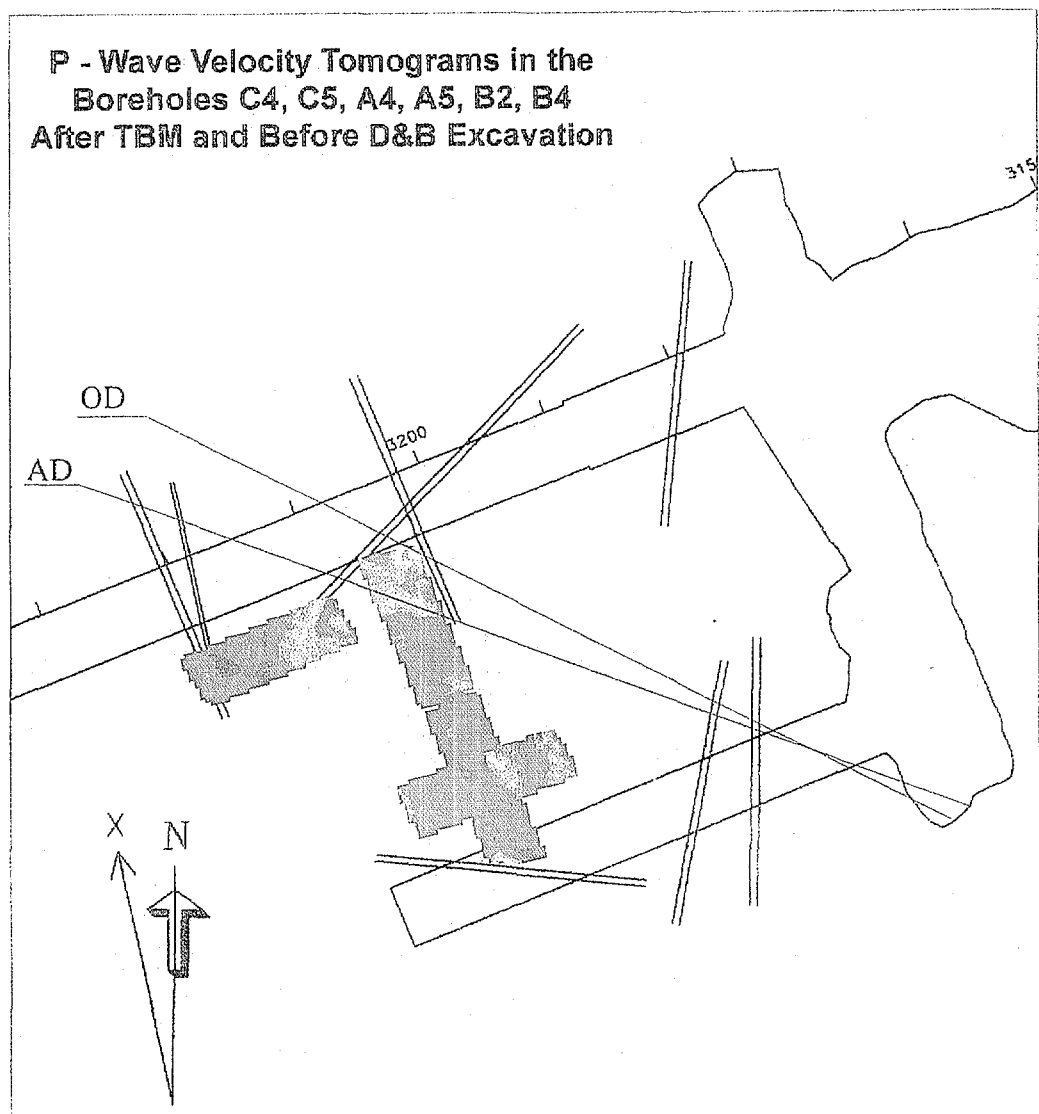 P - Wave Velocity Tomograms in the
Boreholes C4, C5, A4, A5, B2, B4
After TBM and Before D&B Excavation
315
OD
3200
AD
X
N